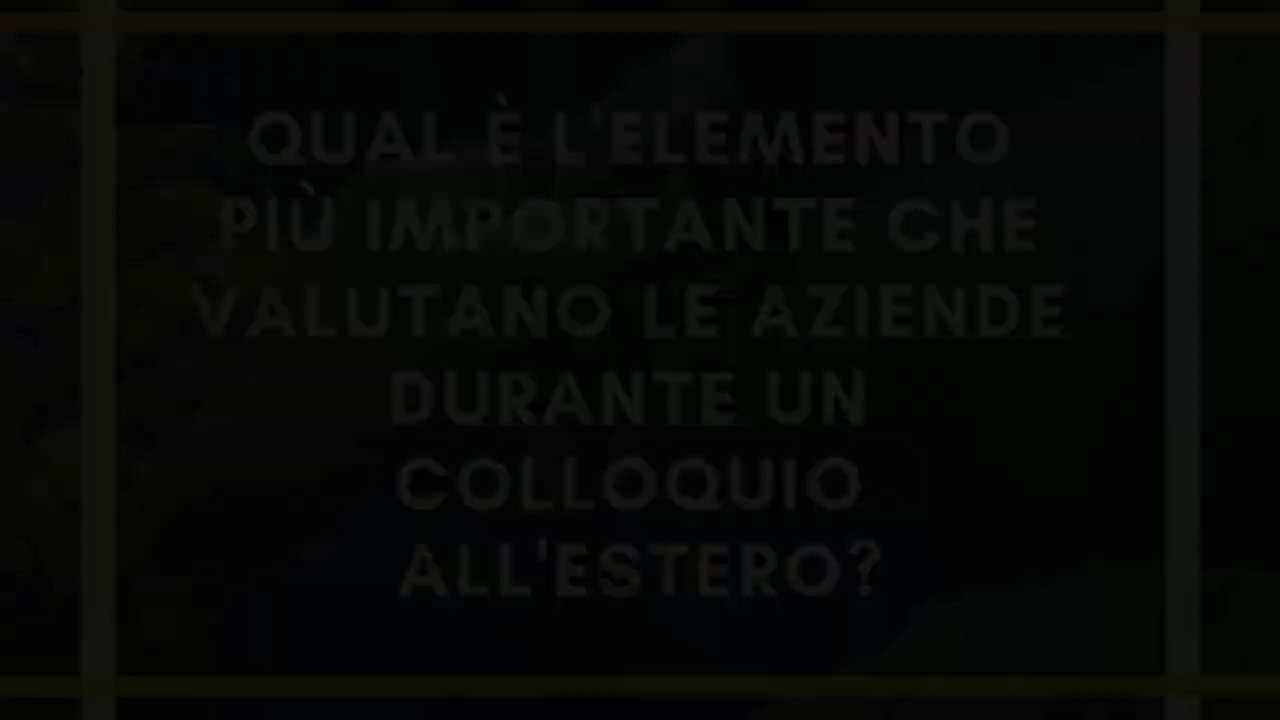 QUAL È L'ELEMENTO
PIÙ IMPORTANTE CHE
VALUTANO LE AZIENDE
DURANTE UN
COLLOQUIO
ALL'ESTERO?